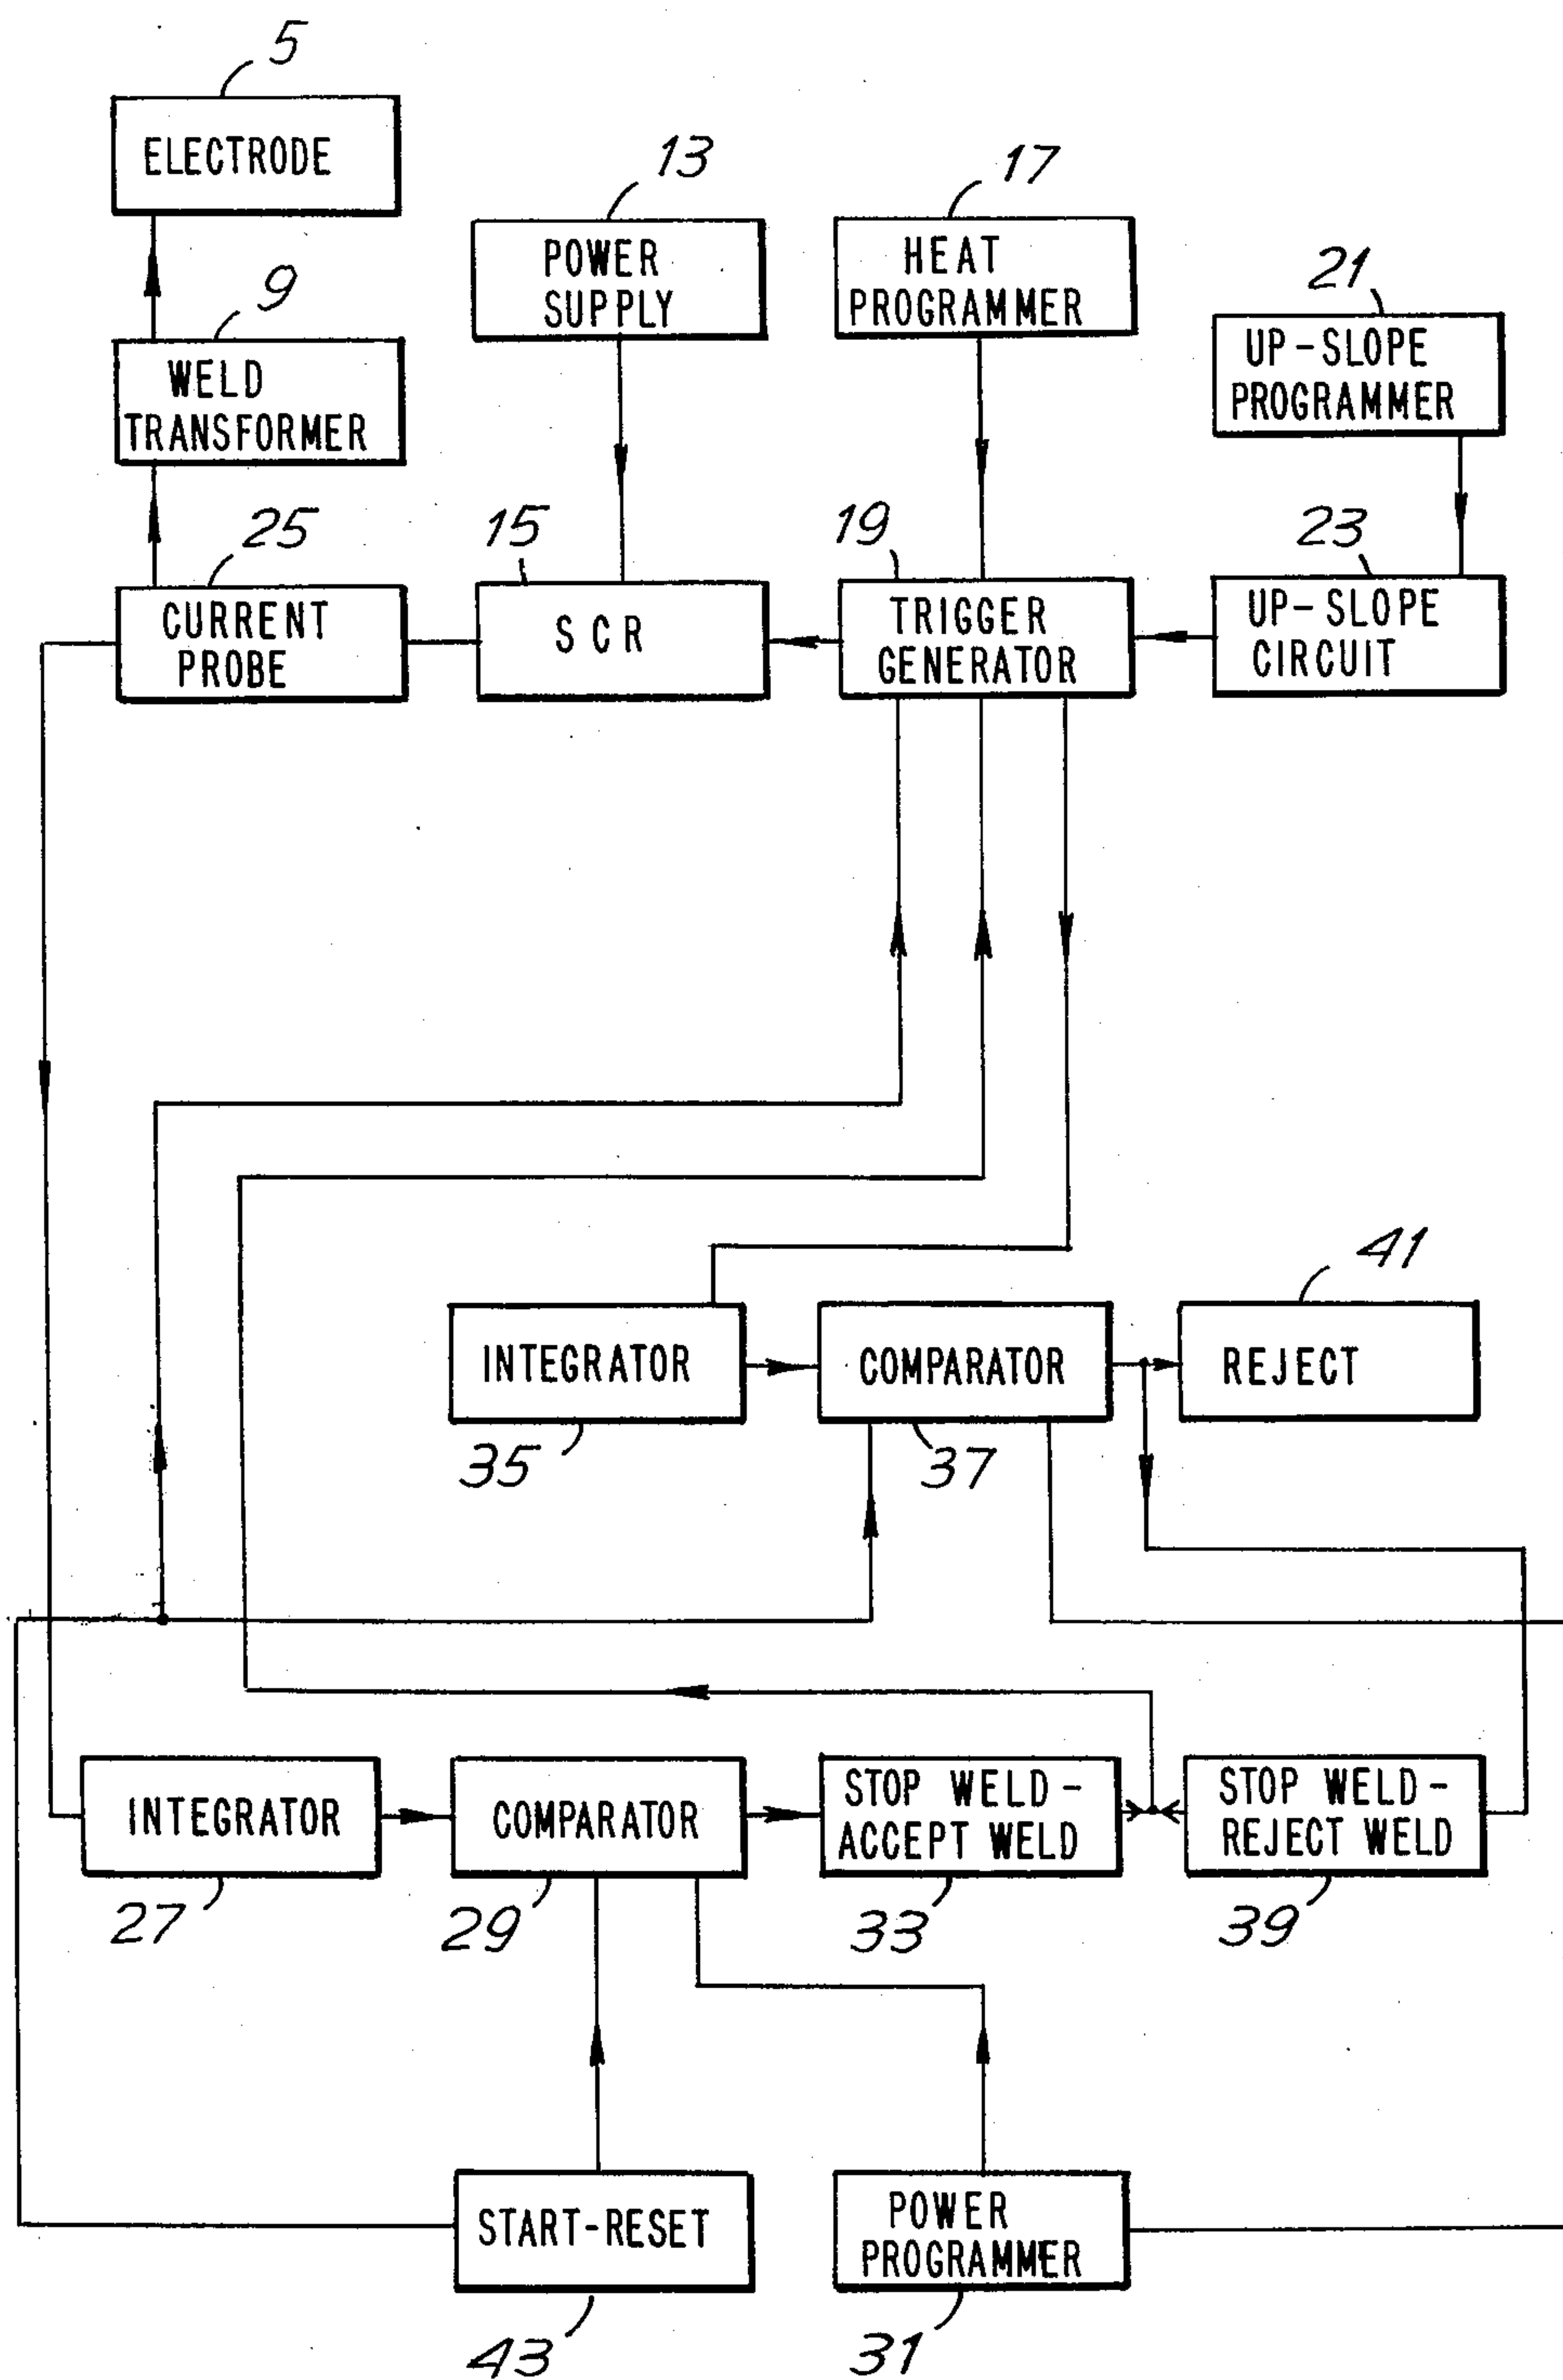 5
ELECTRODE
13
17
POWER
SUPPLY
HEAT
PROGRAMMER
21
9
UP-SLOPE
PROGRAMMER
WELD
TRANSFORMER
25
15
19
23
CURRENT
PROBE
SCR
TRIGGER
GENERATOR
UP-SLOPE
CIRCUIT
41
INTEGRATOR
COMPARATOR
REJECT
35
37
INTEGRATOR
COMPARATOR
STOP WELD-
ACCEPT WELD
STOP WELD-
REJECT WELD
27
29
33
39
START-RESET
POWER
PROGRAMMER
43
31